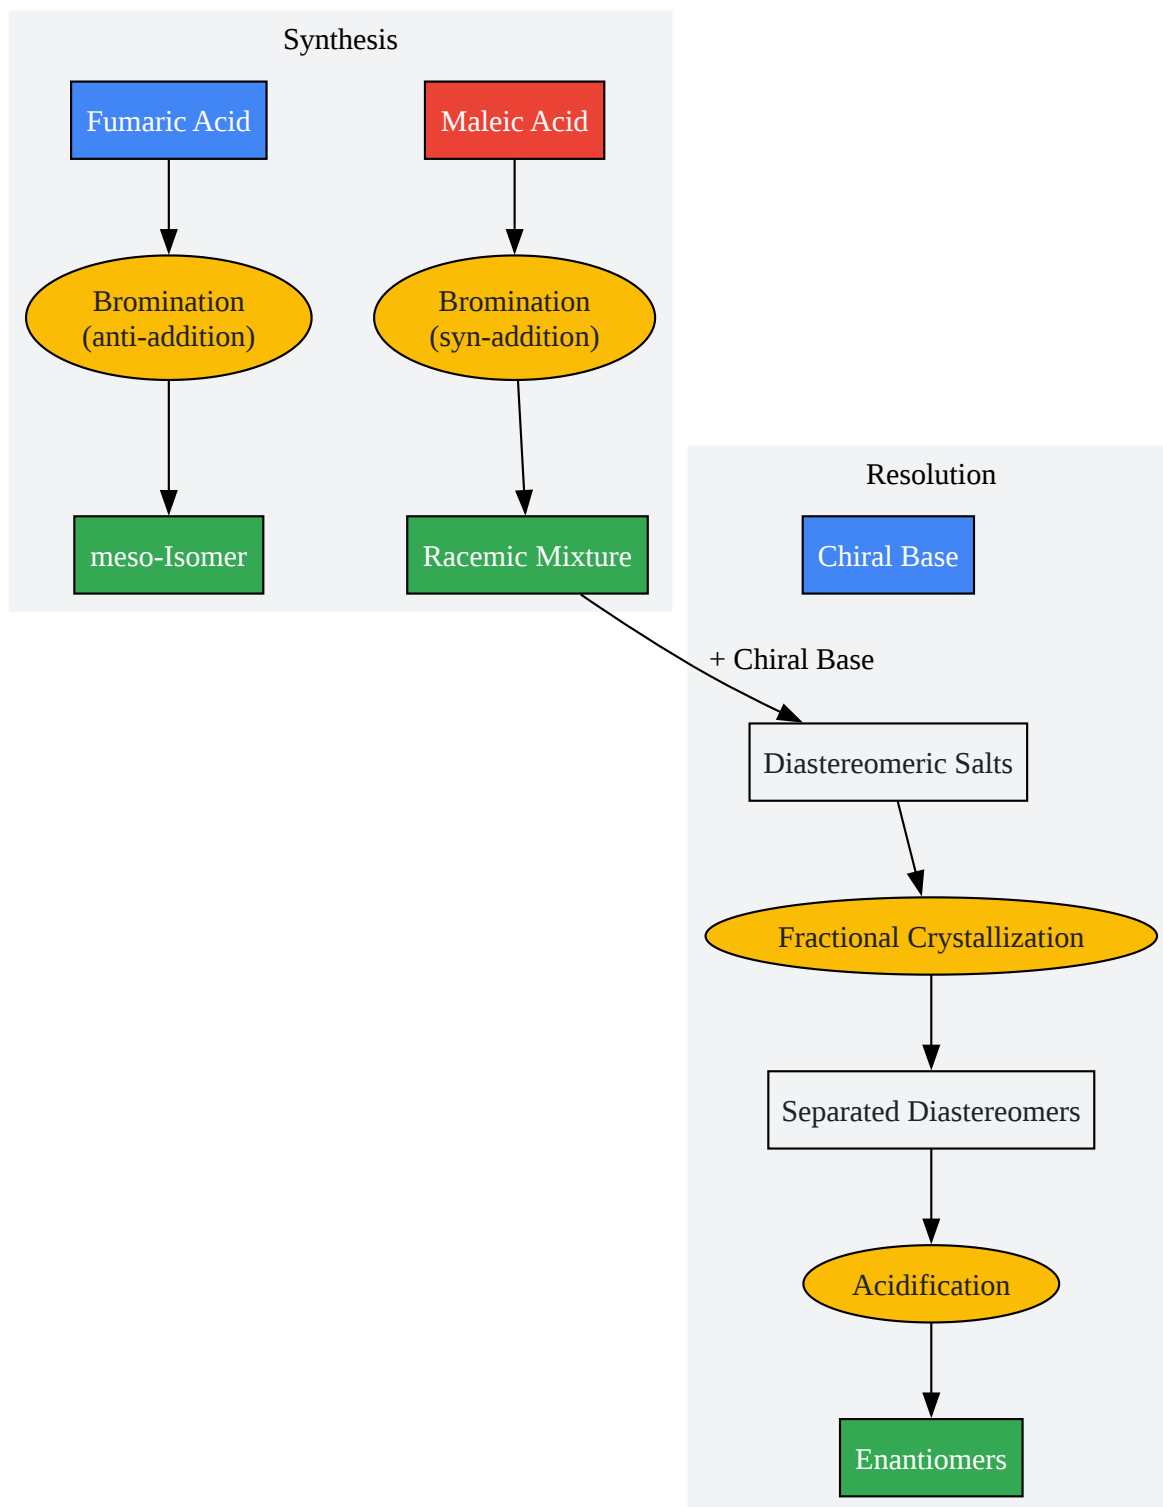 Synthesis
Fumaric Acid
Maleic Acid
Bromination
(anti-addition)
Bromination
(syn-addition)
meso-Isomer
Racemic Mixture
Resolution
Chiral Base
+ Chiral Base
Diastereomeric Salts
Fractional Crystallization
Separated Diastereomers
Acidification
Enantiomers